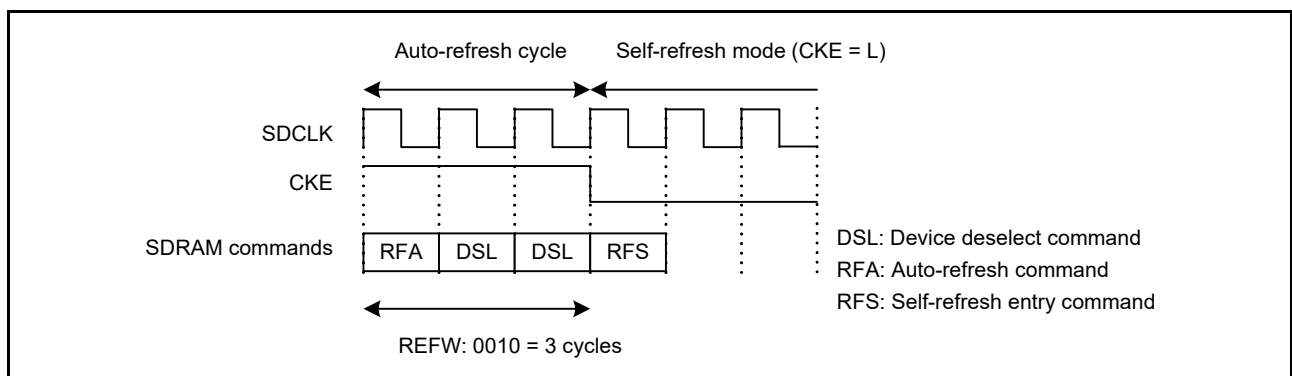 Auto-refresh cycle
Self-refresh mode (CKE = L)
SDCLK
CKE
SDRAM commands
RFA
DSL
DSL
RFS
DSL: Device deselect command
RFA: Auto-refresh command
RFS: Self-refresh entry command
REFW: 0010 = 3 cycles